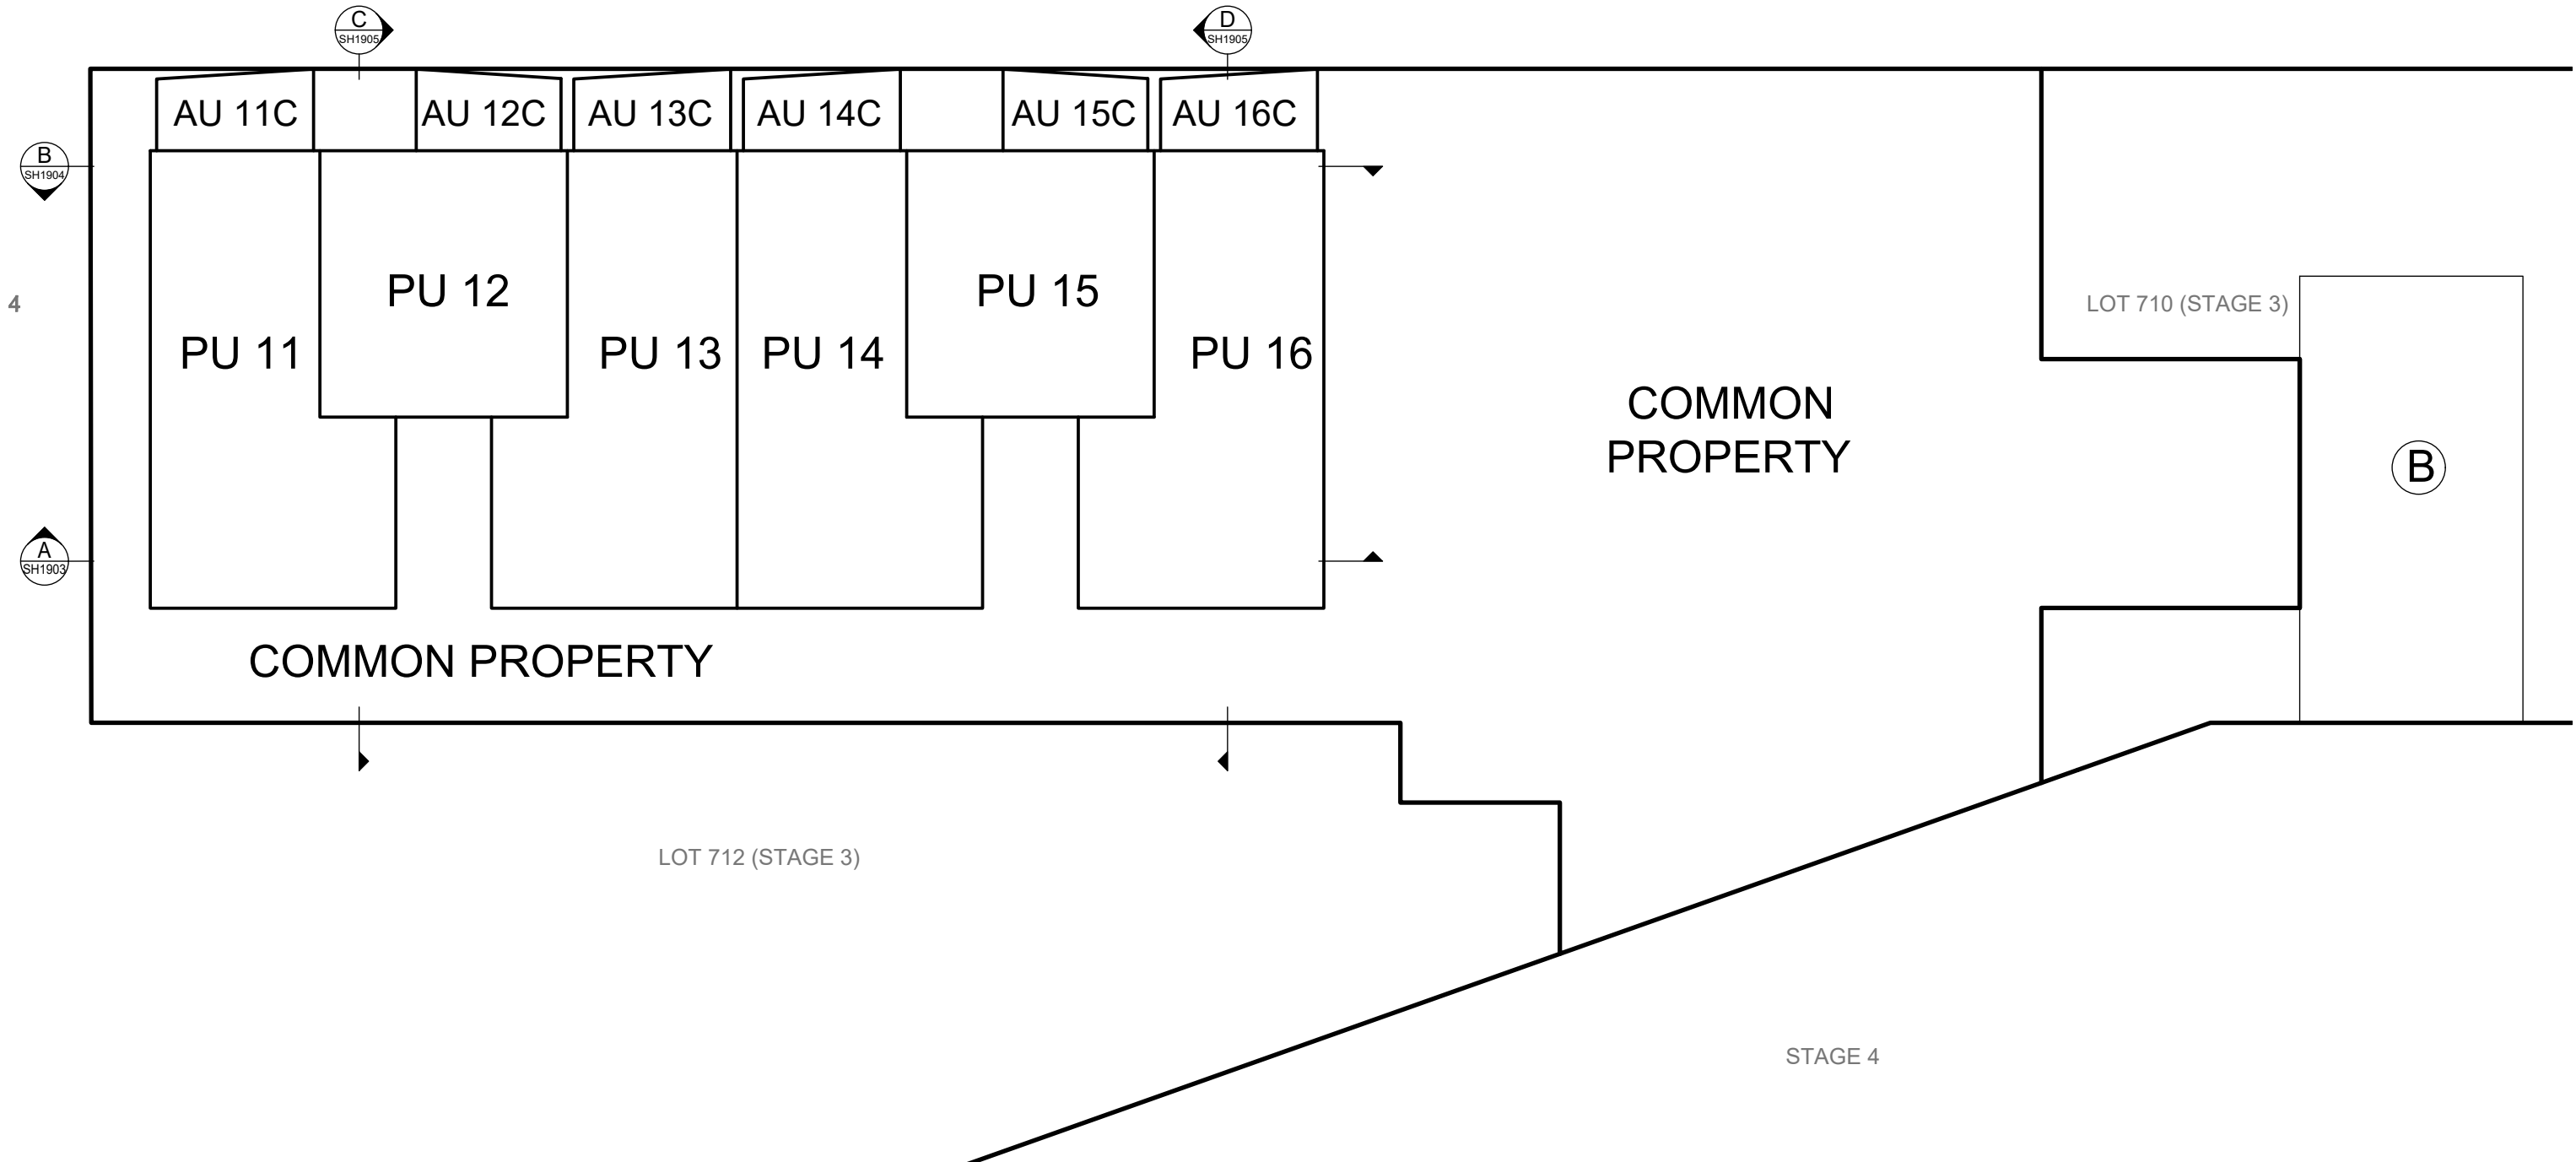 C
SH1905
D
SH1905
AU 11C
AU 12C
AU 13C
AU 14C
AU 15C
AU 16C
B
SH1904
PU 12
PU 15
4
LOT 710 (STAGE 3)
PU 11
PU 13
PU 14
PU 16
COMMON
PROPERTY
B
A
SH1903
COMMON PROPERTY
LOT 712 (STAGE 3)
STAGE 4